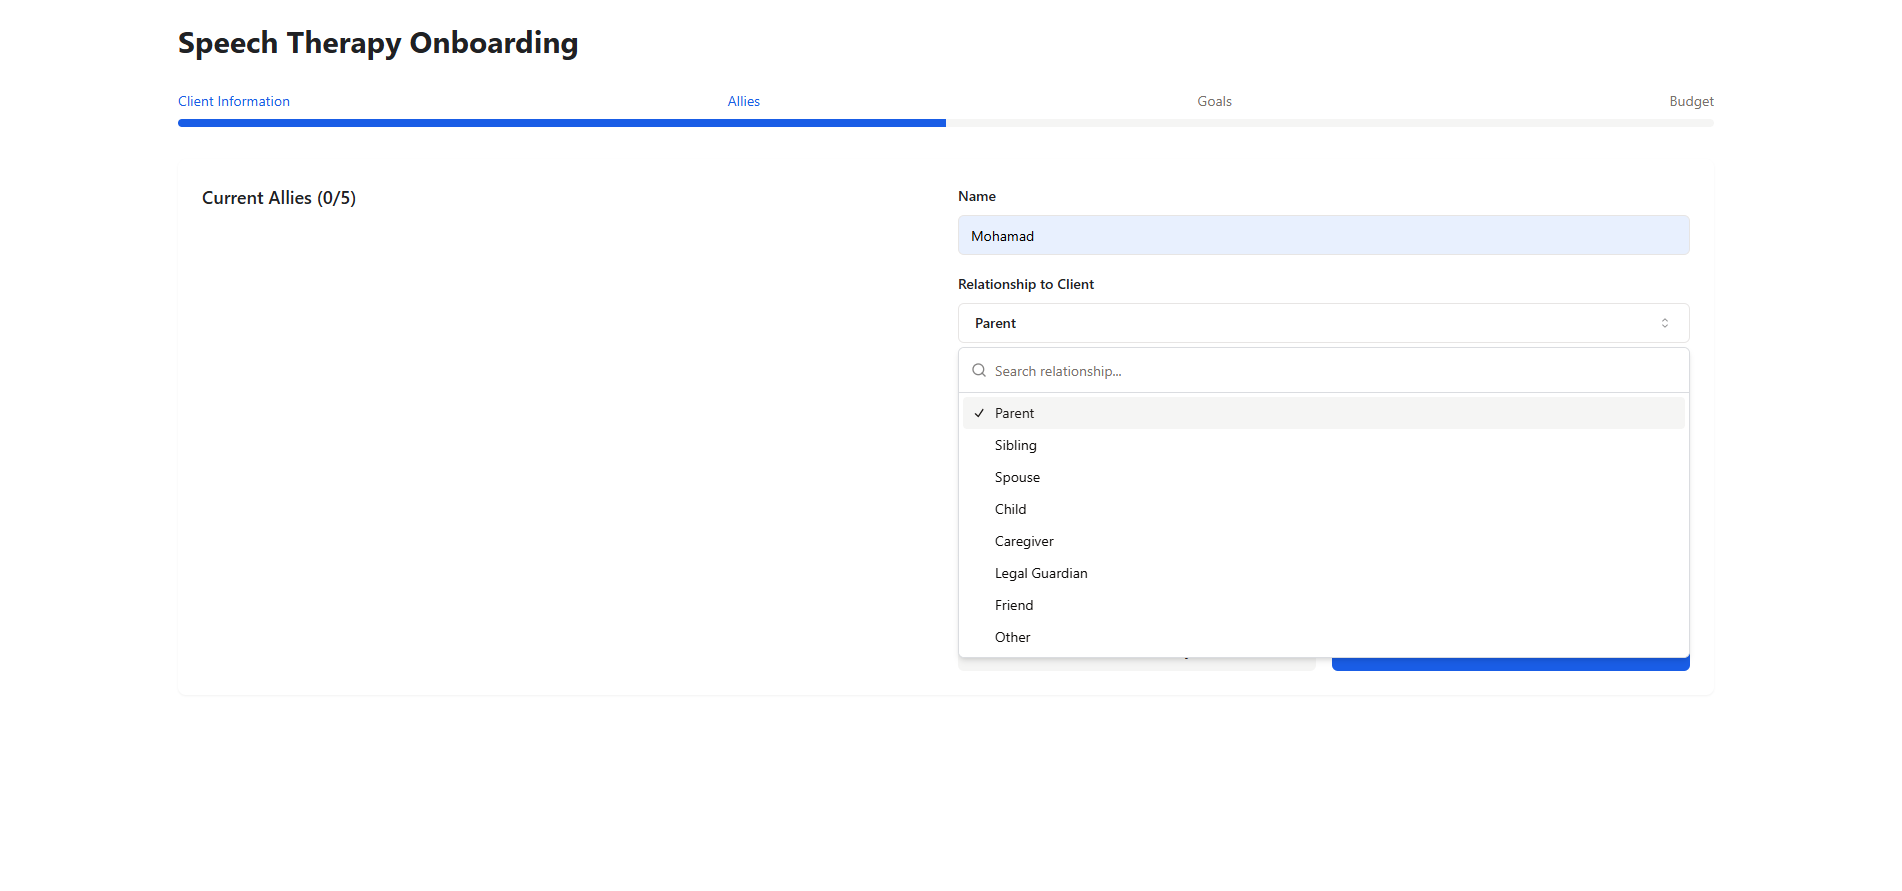 Speech Therapy Onboarding
Client Information
Allies
Goals
Budget
Current Allies (0/5)
Name
Mohamad
Relationship to Client
Parent
Search relationship...
Parent
Sibling
Spouse
Child
Caregiver
Legal Guardian
Friend
Other